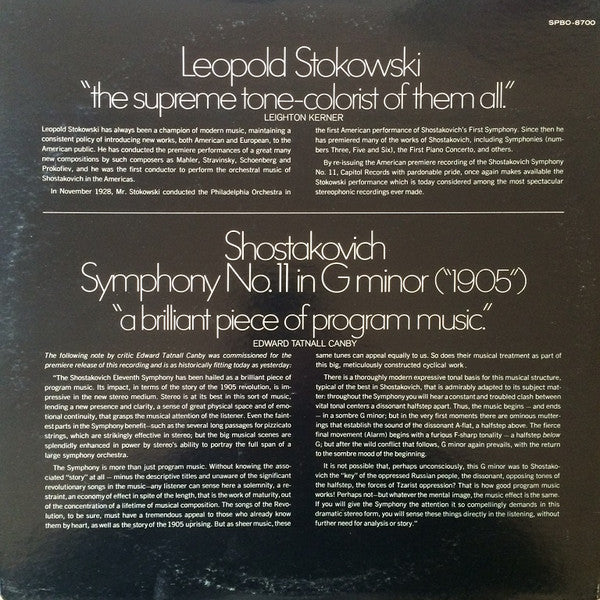 SPBO-8700
Leopold Stokowski
"the supreme tone-colorist of them all."
LEIGHTON KERNER
Leopold Stokowski has always been a champion of modern music, maintaining a
consistent policy of introducing new works, both American and European, to the
American public. He has conducted the premiere performances of a great many
new compositions by such composers as Mahler, Stravinsky, Schoenberg and
Prokofiev, and he was the first conductor to perform the orchestral music of
Shostakovich in the Americas.
In November 1928, Mr. Stokowski conducted the Philadelphia Orchestra in
the first American performance of Shostakovich's First Symphony. Since then he
has premiered many of the works of Shostakovich, including Symphonies (num-
bers Three, Five and Six), the First Piano Concerto, and others.
By re-issuing the American premiere recording of the Shostakovich Symphony
No. 11, Capitol Records with pardonable pride, once again makes available the
Stokowski performance which is today considered among the most spectacular
stereophonic recordings ever made.
Shostakovich
Symphony No. 11 in G minor ("1905")
"a brilliant piece of program music."
EDWARD TATNALL CANBY
The following note by critic Edward Tatnall Canby was commissioned for the
premiere release of this recording and is as historically fitting today as yesterday:
"The Shostakovich Eleventh Symphony has been hailed as a brilliant piece of
program music. Its impact, in terms of the story of the 1905 revolution, is im-
pressive in the new stereo medium. Stereo is at its best in this sort of music,
lending a new presence and clarity, a sense of great physical space and of emo-
tional continuity, that grasps the musical attention of the listener. Even the faint-
est parts in the Symphony benefit—such as the several long passages for pizzicato
strings, which are strikingly effective in stereo; but the big musical scenes are
splendidly enhanced in power by stereo's ability to portray the full span of a
large symphony orchestra.
The Symphony is more than just program music. Without knowing the asso-
ciated "story" at all — minus the descriptive titles and unaware of the significant
revolutionary songs in the music—any listener can sense here a solemnity, a re-
straint, an economy of effect in spite of the length, that is the work of maturity, out
of the concentration of a lifetime of musical composition. The songs of the Revo-
lution, to be sure, must have a tremendous appeal to those who already know
them by heart, as well as the story of the 1905 uprising. But as sheer music, these
same tunes can appeal equally to us. So does their musical treatment as part of
this big, meticulously constructed cyclical work.
There is a thoroughly modern expressive tonal basis for this musical structure,
typical of the best in Shostakovich, that is admirably adapted to its subject mat-
ter: throughout the Symphony you will hear a constant and troubled clash between
vital tonal centers a dissonant halfstep apart. Thus, the music begins — and ends
— in a sombre G minor; but in the very first moments there are ominous mutter-
ings that establish the sound of the dissonant A-flat, a halfstep above. The fierce
final movement (Alarm) begins with a furious F-sharp tonality — a halfstep below
G; but after the wild conflict that follows, G minor again prevails, with the return
to the sombre mood of the beginning.
It is not possible that, perhaps unconsciously, this G minor was to Shostako-
vich the "key" of the oppressed Russian people, the dissonant, opposing tones of
the halfstep, the forces of Tzarist oppression? That is how good program music
works! Perhaps not—but whatever the mental image, the music effect is the same.
If you will give the Symphony the attention it so compellingly demands in this
dramatic stereo form, you will sense these things directly in the listening, without
further need for analysis or story."